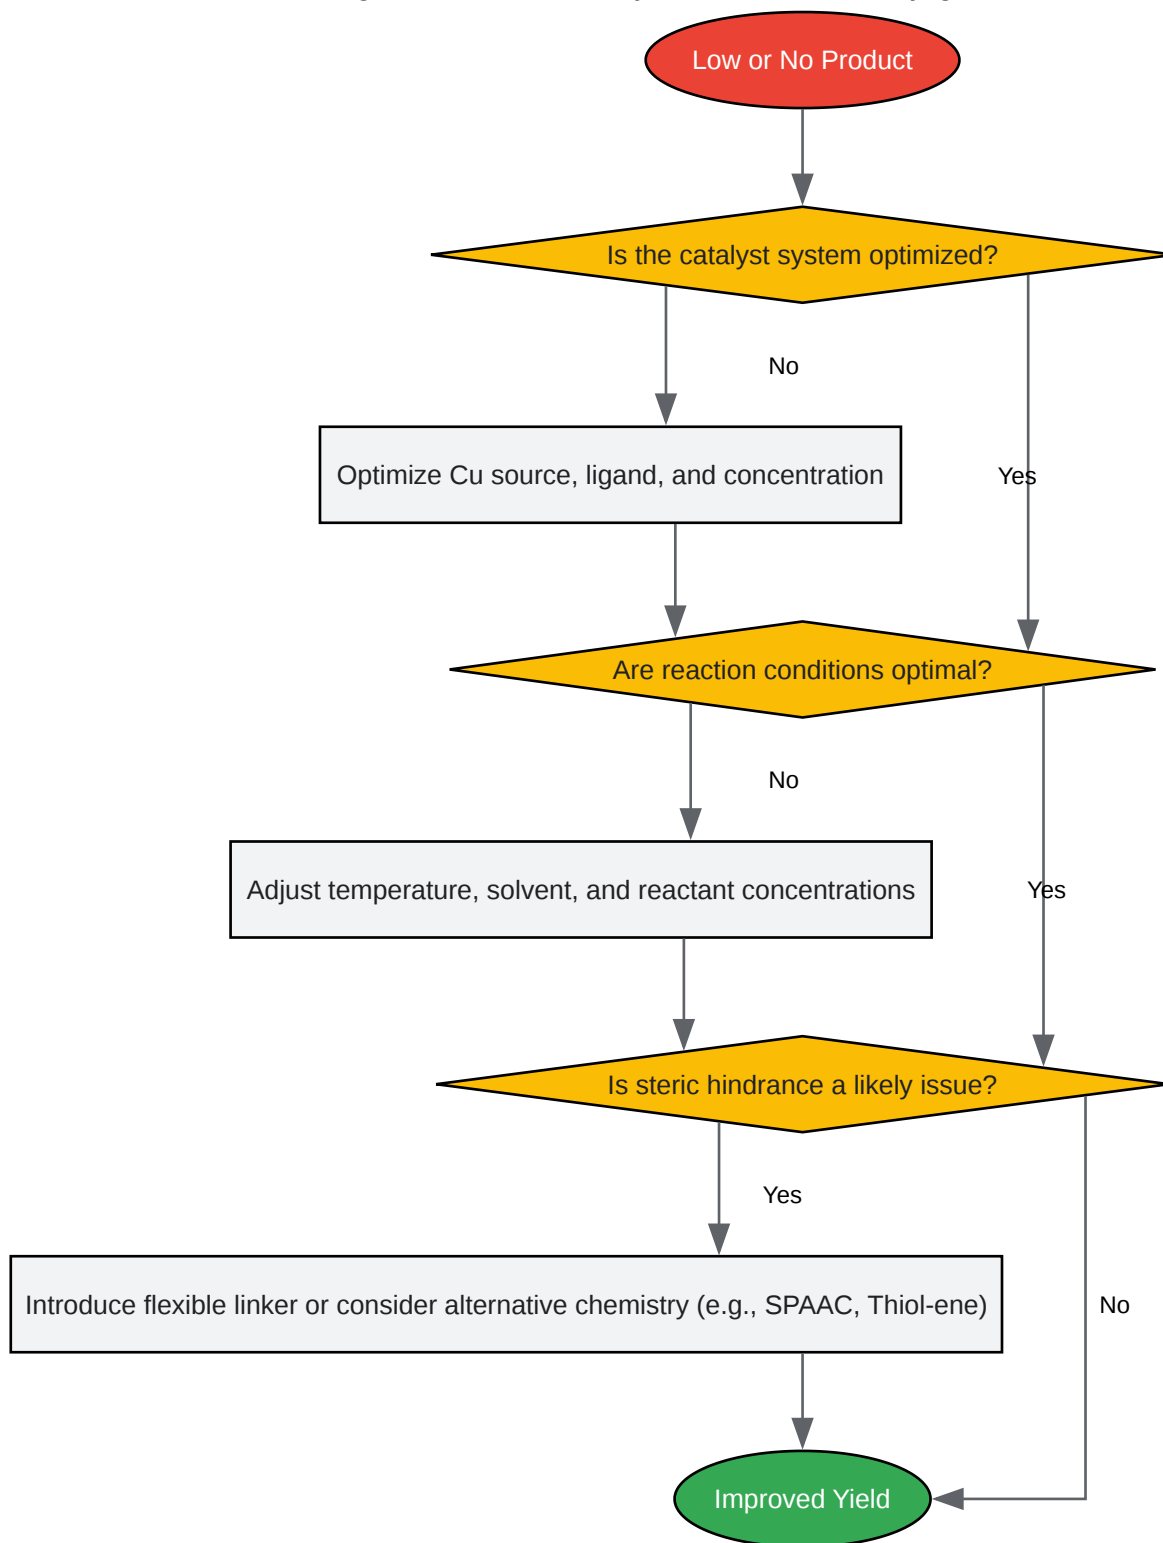 Low or No Product
Is the catalyst system optimized?
No
Optimize Cu source, ligand, and concentration
Yes
Are reaction conditions optimal?
No
Adjust temperature, solvent, and reactant concentrations
Yes
Is steric hindrance a likely issue?
Yes
Introduce flexible linker or consider alternative chemistry (e.g., SPAAC, Thiol-ene)
No
Improved Yield